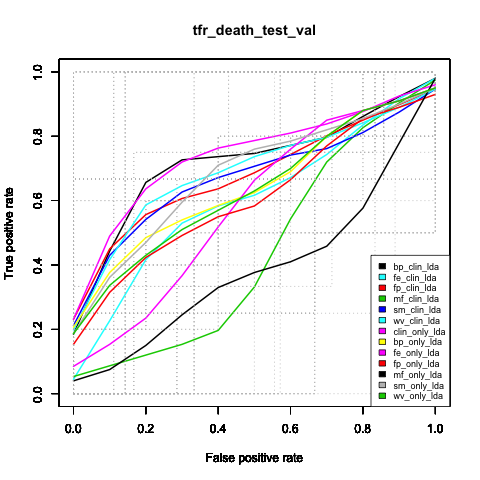 tfr_death_test_val
True positive rate
1.0
0.8
0.6
0.4
0.2
0.0
0.0 0.2 0.4 0.6 0.8 1.0
False positive rate
bp_clin_lda
fe_clin_lda
fp_clin_lda
mf_clin_lda
sm_clin_lda
wv_clin_lda
clin_only_lda
bp_only_lda
fe_only_lda
fp_only_lda
mf_only_lda
sm_only_lda
wv_only_lda